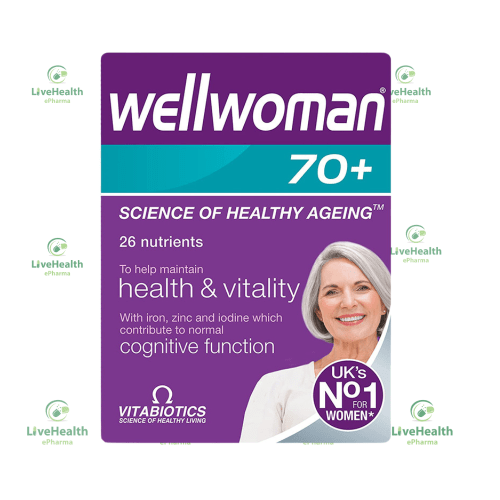 LiveHealth
ePharma
LiveHealth
ePharma
wellwoman®
70+
SCIENCE OF HEALTHY AGEING™
26 nutrients
To help maintain
health & vitality
With iron, zinc and iodine which
contribute to normal
cognitive function
UK's
No1
FOR
WOMEN*
VITABIOTICS
SCIENCE OF HEALTHY LIVING
LiveHealth
ePharma
LiveHealth
ePharma
LiveHealth
ePharma
LiveHealth
ePharma